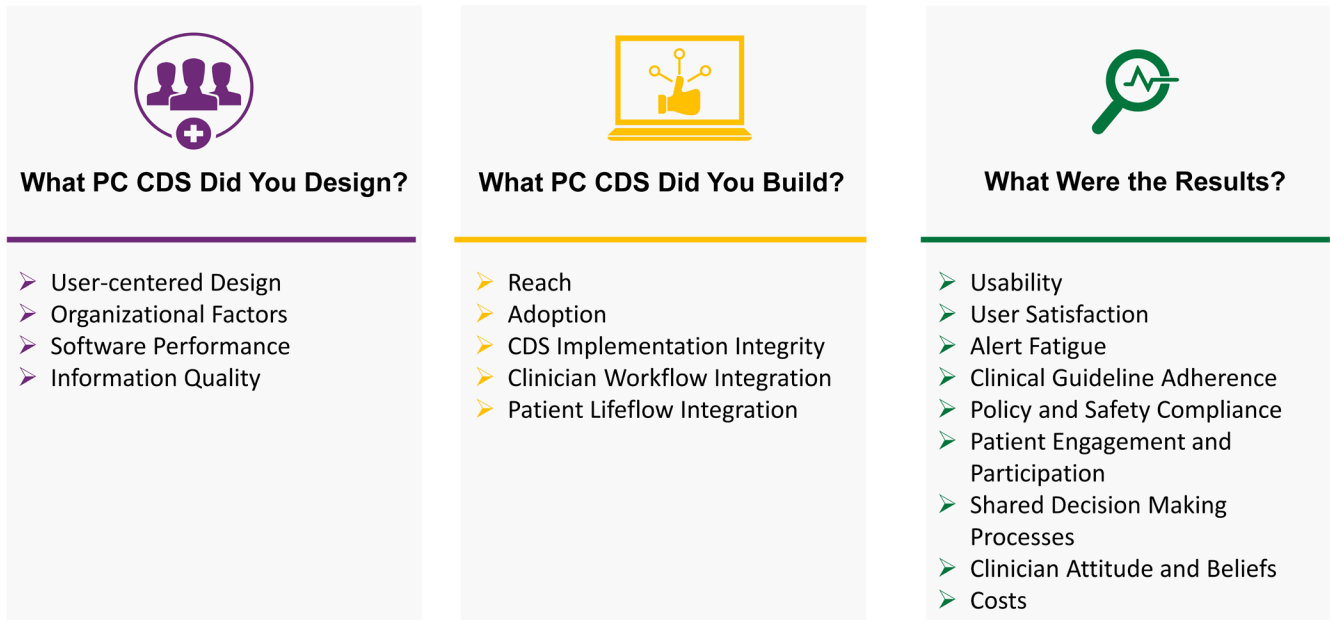 What PC CDS Did You Design?
User-centered Design
Organizational Factors
Software Performance
Information Quality
What PC CDS Did You Build?
Reach
Adoption
CDS Implementation Integrity
Clinician Workflow Integration
Patient Lifeflow Integration
What Were the Results?
Usability
User Satisfaction
Alert Fatigue
Clinical Guideline Adherence
Policy and Safety Compliance
Patient Engagement and
Participation
Shared Decision Making
Processes
Clinician Attitude and Beliefs
Costs